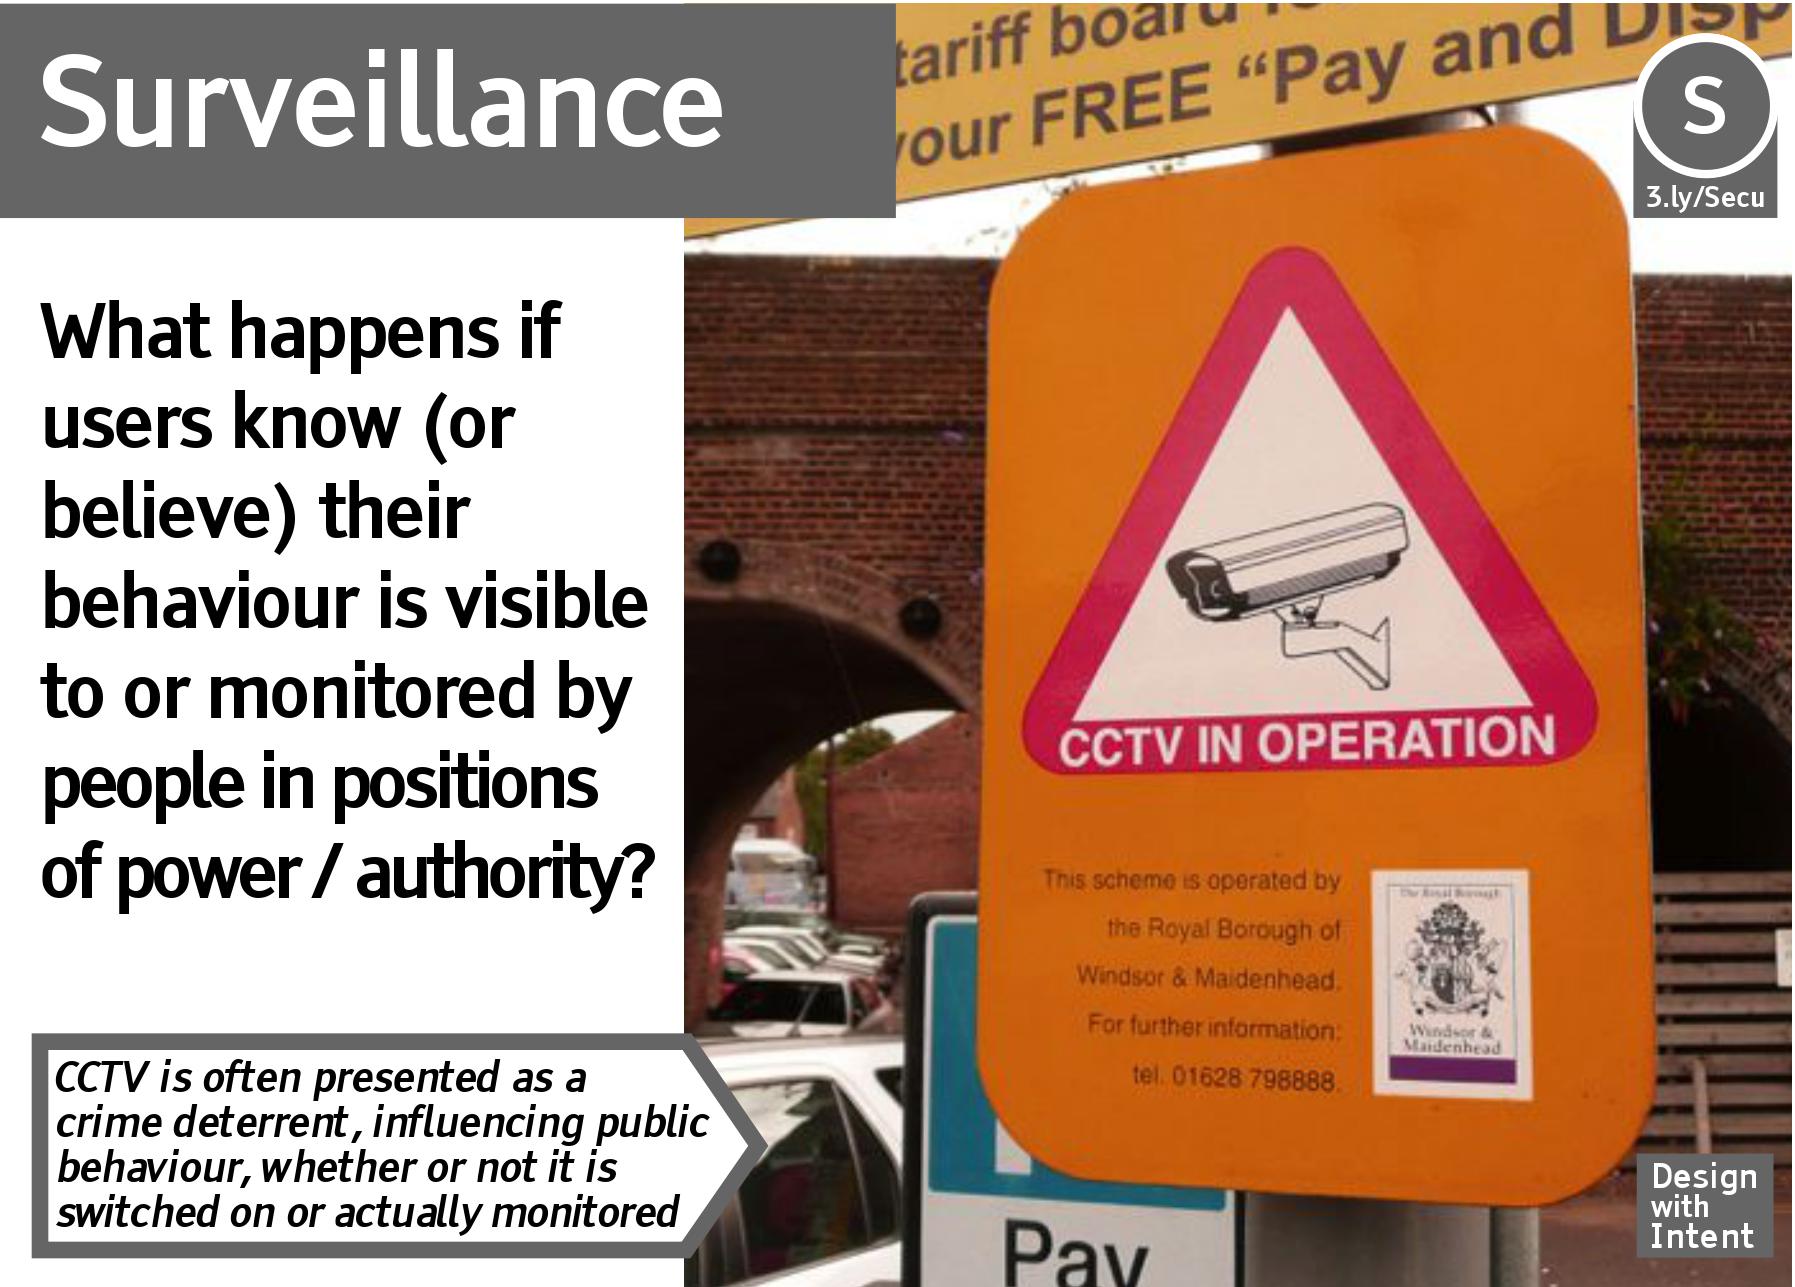 Surveillance
tariff board
your FREE “Pay and Disp
S
3.ly/Secu
What happens if
users know (or
believe) their
behaviour is visible
to or monitored by
people in positions
of power / authority?
CCTV IN OPERATION
This scheme is operated by
the Royal Borough of
Windsor & Maidenhead.
For further information:
tel. 01628 798888.
The Royal Borough
Windsor &
Maidenhead
CCTV is often presented as a
crime deterrent, influencing public
behaviour, whether or not it is
switched on or actually monitored
Pay
Design
with
Intent